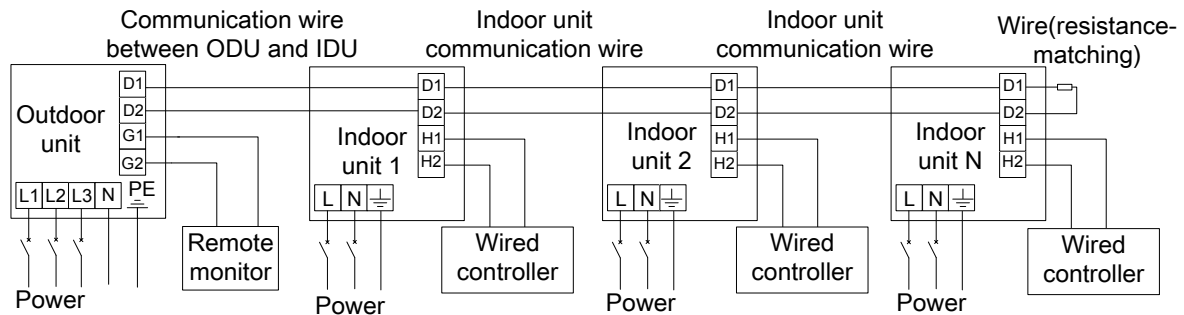 Communication wire
between ODU and IDU
Indoor unit
communication wire
Indoor unit
communication wire
Wire(resistance-
matching)
Outdoor
unit
D1
D2
G1
G2
L1 L2 L3 N PE
Power
Remote
monitor
Indoor
unit 1
D1
D2
H1
H2
L N
Power
Wired
controller
Indoor
unit 2
D1
D2
H1
H2
L N
Power
Wired
controller
Indoor
unit N
D1
D2
H1
H2
L N
Power
Wired
controller